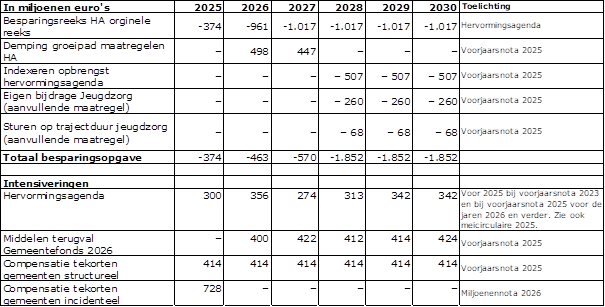 In miljoenen euro's 2025 2026 2027 2028 2029 2030 Toelichting
Besparingsreeks HA orginele -374 -961 -1.017 -1.017 -1.017 -1.017 Hervormingsagenda
reeks
Demping groeipad maatregelen – 498 447 – – – Voorjaarsnota 2025
HA
Indexeren opbrengst – – – – 507 – 507 – 507 Voorjaarsnota 2025
hervormingsagenda
Eigen bijdrage Jeugdzorg – – – – 260 – 260 – 260 Voorjaarsnota 2025
(aanvullende maatregel)
Sturen op trajectduur jeugdzorg – – – – 68 – 68 – 68 Voorjaarsnota 2025
(aanvullende maatregel)
Totaal besparingsopgave -374 -463 -570 -1.852 -1.852 -1.852
Intensiveringen
Hervormingsagenda 300 356 274 313 342 342 Voor 2025 bij voorjaarsnota 2023
en bij voorjaarsnota 2025 voor de
jaren 2026 en verder. Zie ook
meicirculaire 2025.
Middelen terugval – 400 422 412 414 424 Voorjaarsnota 2025
Gemeentefonds 2026
Compensatie tekorten 414 414 414 414 414 414 Voorjaarsnota 2025
gemeenten structureel
Compensatie tekorten 728 – – – – – Miljoenennota 2026
gemeenten incidenteel